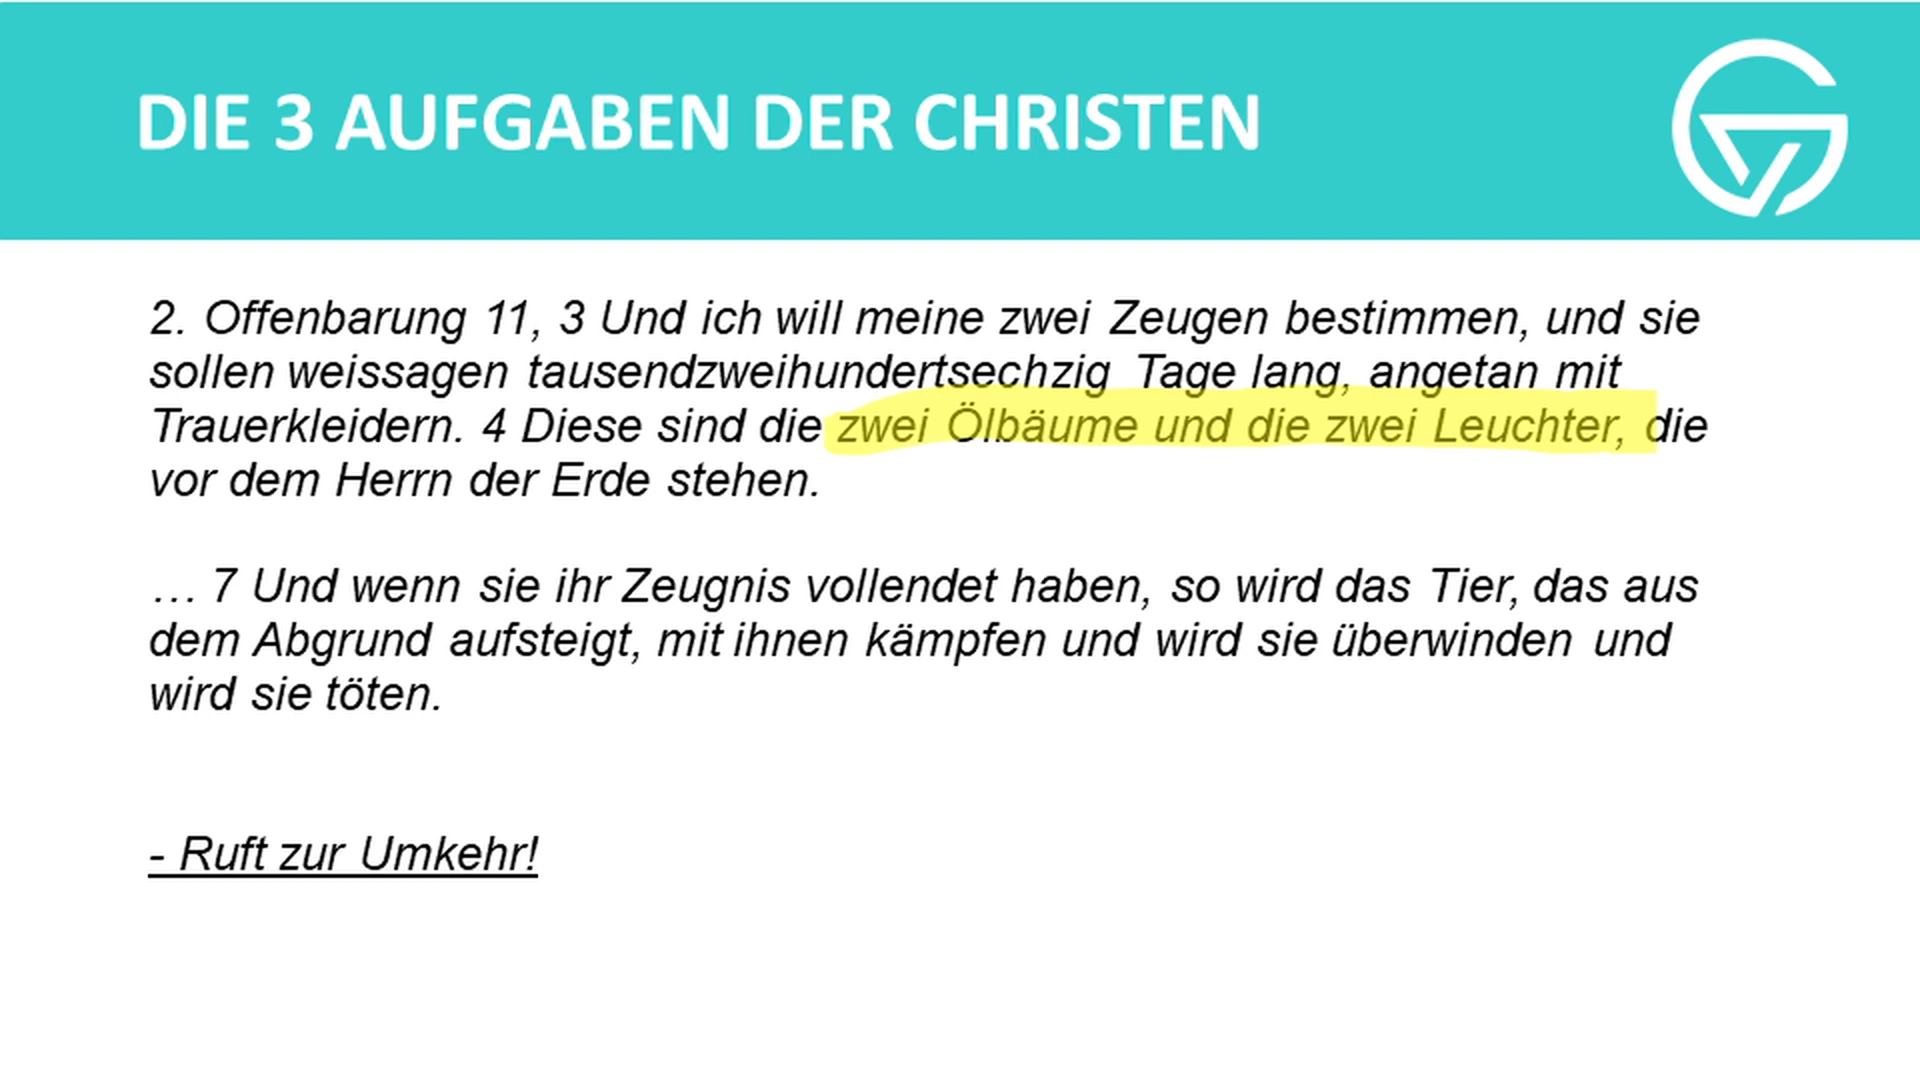 DIE 3 AUFGABEN DER CHRISTEN
2. Offenbarung 11, 3 Und ich will meine zwei Zeugen bestimmen, und sie
sollen weissagen tausendzweihundertsechzig Tage lang, angetan mit
Trauerkleidern. 4 Diese sind die zwei Ölbäume und die zwei Leuchter, die
vor dem Herrn der Erde stehen.
… 7 Und wenn sie ihr Zeugnis vollendet haben, so wird das Tier, das aus
dem Abgrund aufsteigt, mit ihnen kämpfen und wird sie überwinden und
wird sie töten.
- Ruft zur Umkehr!